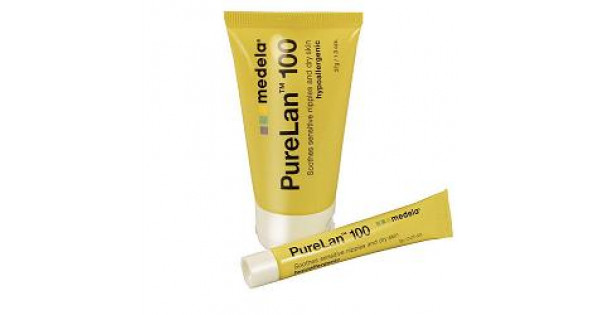 medela®
PureLan™ 100
Soothes sensitive nipples and dry skin
hypoallergenic
medela®
PureLan™ 100
Soothes sensitive nipples and dry skin
hypoallergenic